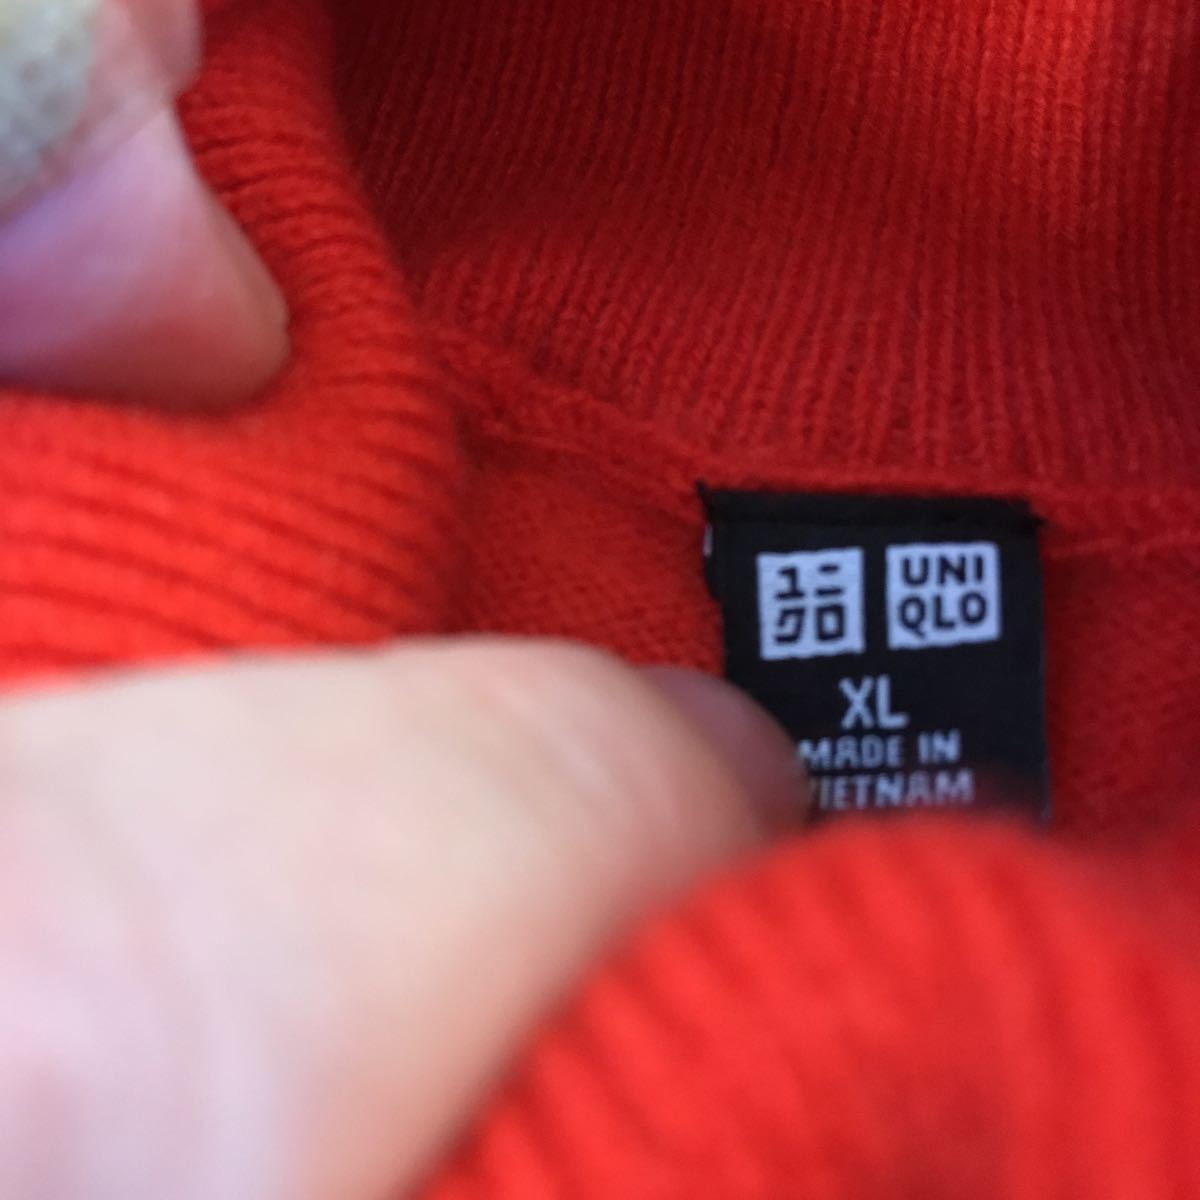 ユニ
クロ
UNI
QLO
XL
MADE IN
VIETNAM